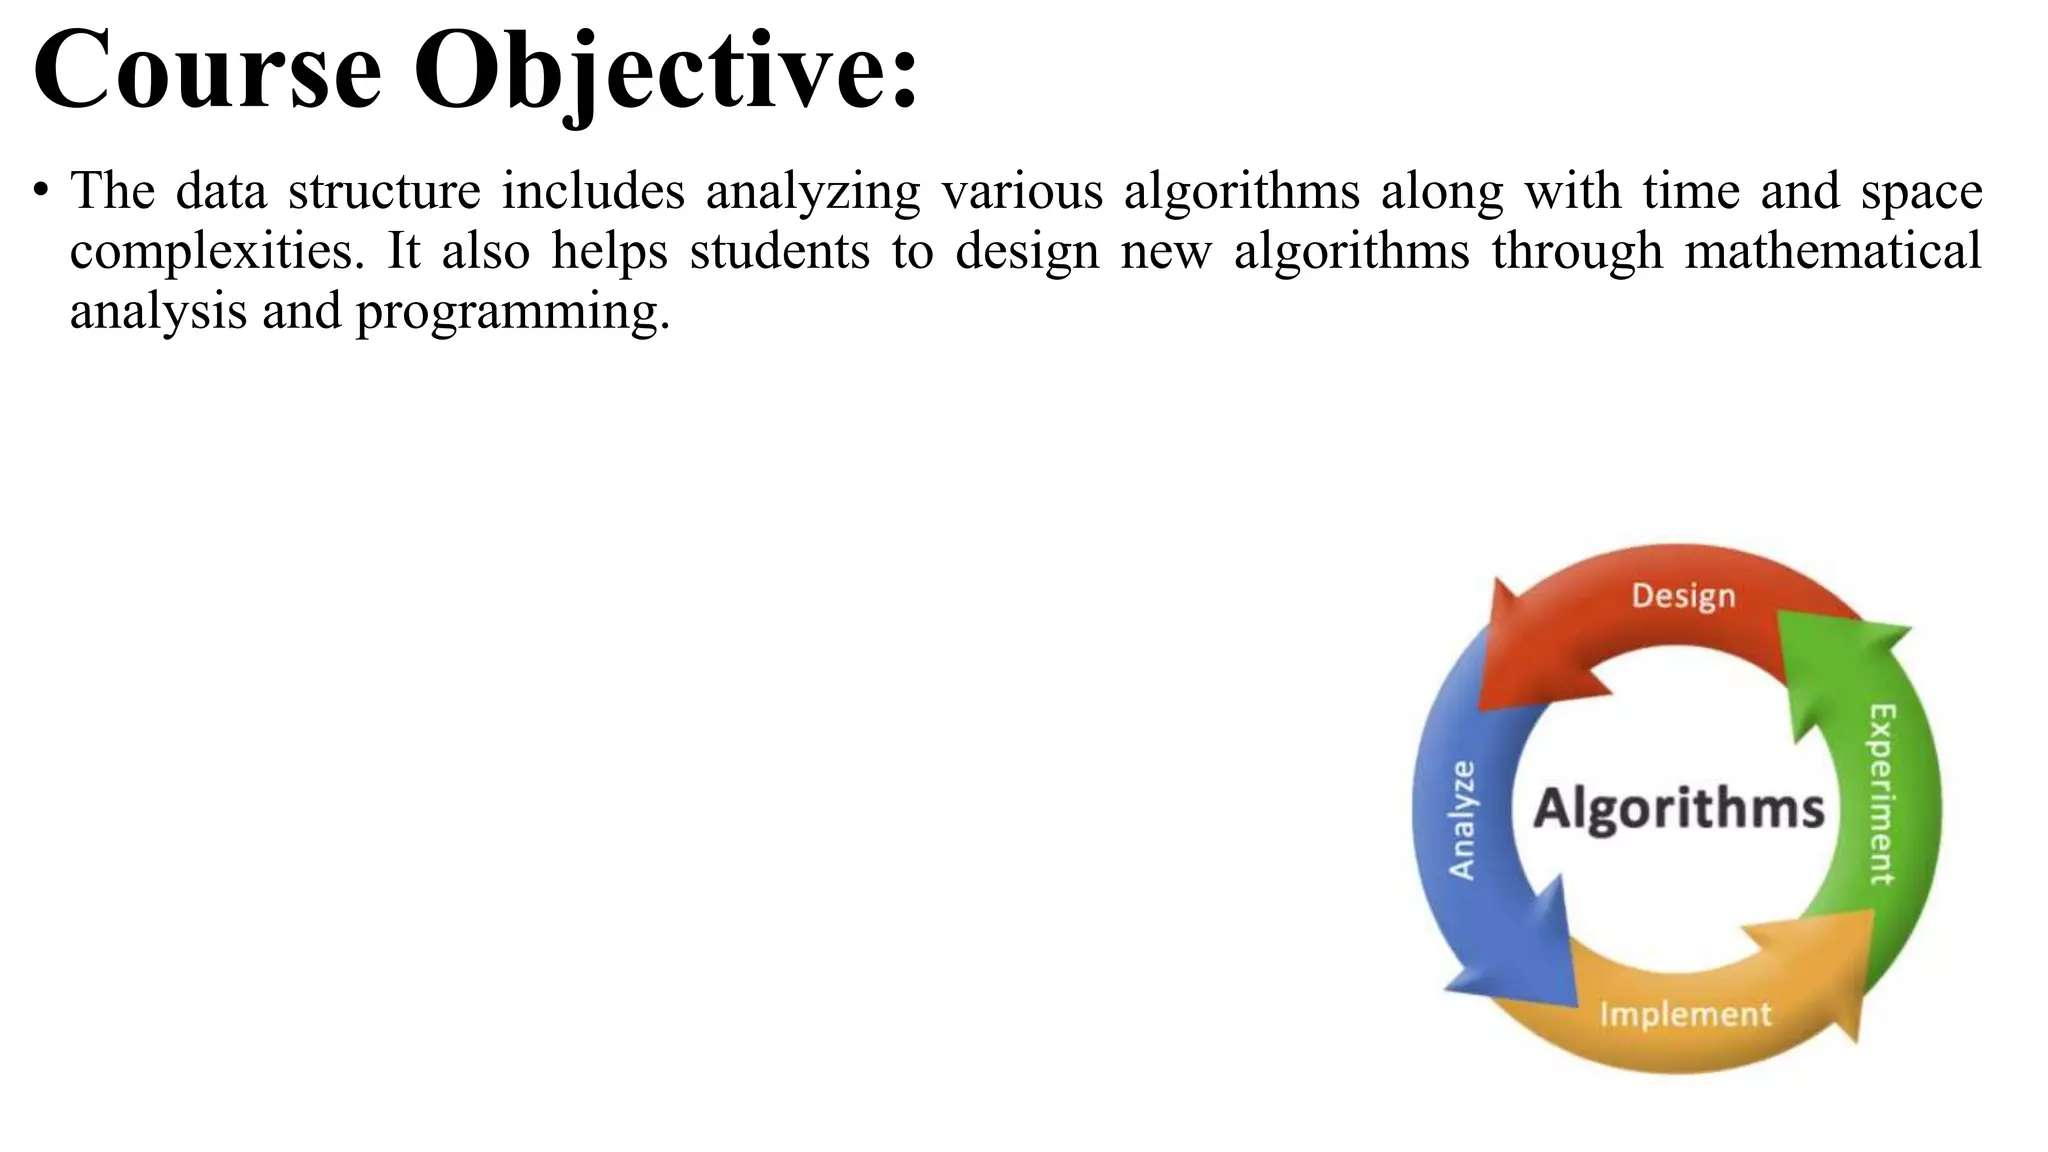 Course Objective:
• The data structure includes analyzing various algorithms along with time and space
complexities. It also helps students to design new algorithms through mathematical
analysis and programming.
Design
Experiment
Algorithms
Analyze
Implement